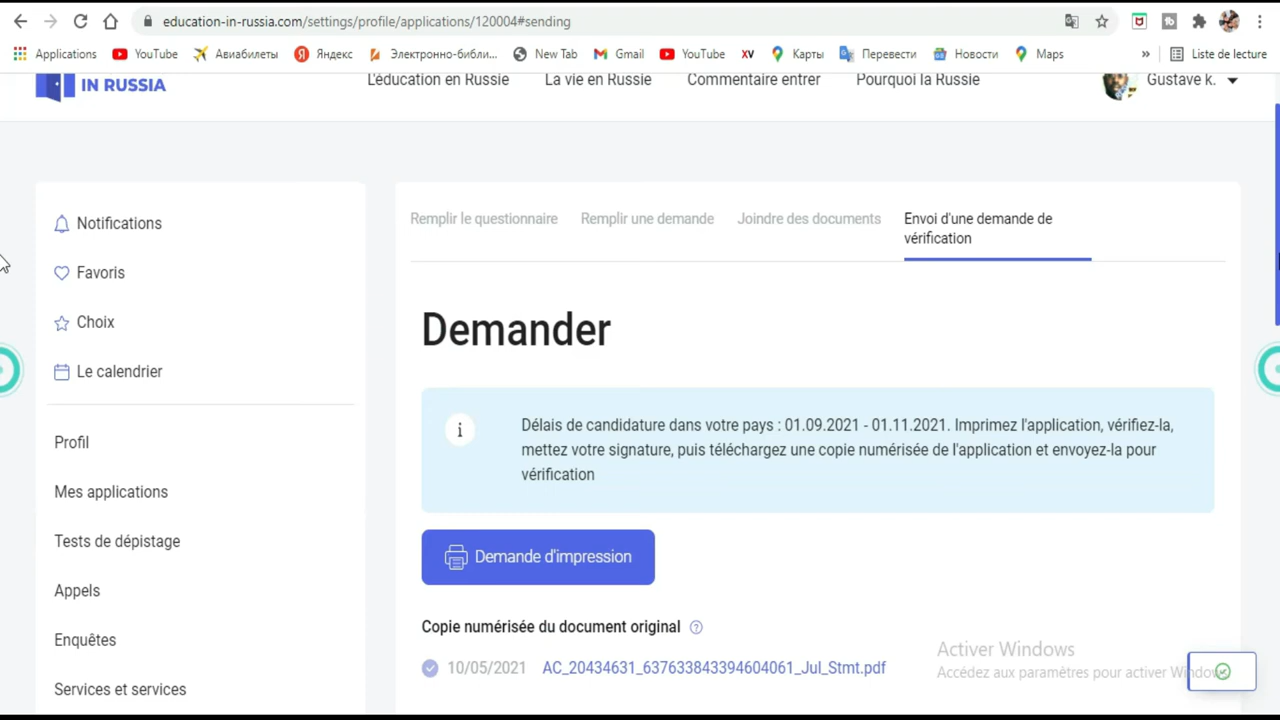 education-in-russia.com/settings/profile/applications/120004#sending
Applications YouTube Авиабилеты Яндекс Электронно-библи... New Tab Gmail YouTube XV Карты Перевести Новости Maps » Liste de lecture
IN RUSSIA L'éducation en Russie La vie en Russie Commentaire entrer Pourquoi la Russie Gustave k.
Notifications
Favoris
Choix
Le calendrier
Profil
Mes applications
Tests de dépistage
Appels
Enquêtes
Services et services
Remplir le questionnaire Remplir une demande Joindre des documents Envoi d'une demande de
vérification
Demander
Délais de candidature dans votre pays : 01.09.2021 - 01.11.2021. Imprimez l'application, vérifiez-la,
mettez votre signature, puis téléchargez une copie numérisée de l'application et envoyez-la pour
vérification
Demande d'impression
Copie numérisée du document original ?
10/05/2021 AC_20434631_637633843394604061_Jul_Stmt.pdf
Activer Windows
Accédez aux paramètres pour activer Windows